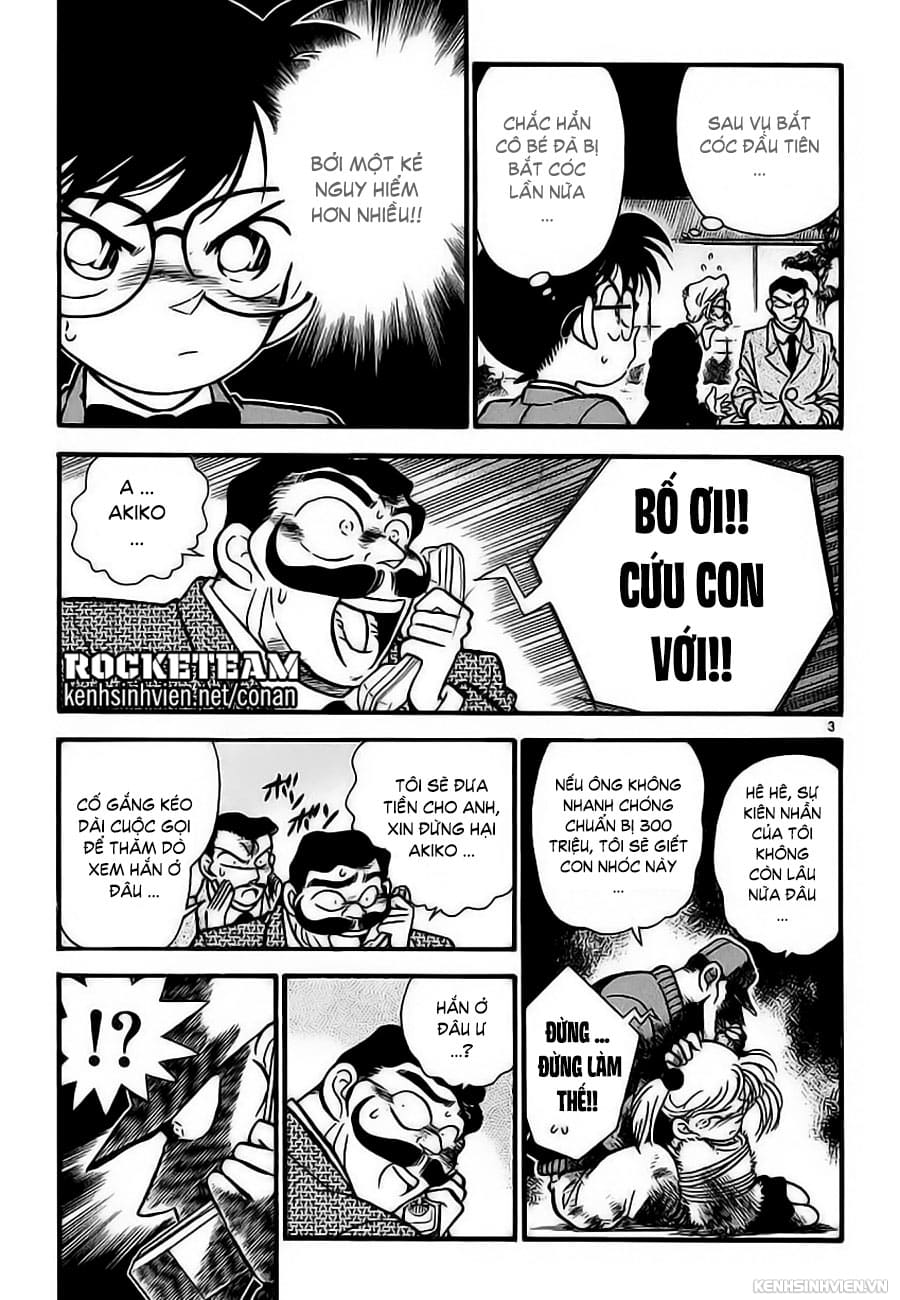 SAU VỤ BẮT
CÓC ĐẦU TIÊN
...
CHẮC HẲN
CÔ BÉ ĐÃ BỊ
BẮT CÓC
LẦN NỮA
...
BỞI MỘT KẺ
NGUY HIỂM
HƠN NHIỀU!!
BỐ ƠI!!
CỨU CON
VỚI!!
A ...
AKIKO
...
ROCKETEAM
kenhsinhvien.net/conan
3
HÊ HÊ, SỰ
KIÊN NHẪN
CỦA TÔI
KHÔNG
CÒN LÂU
NỮA ĐÂU
...
NẾU ÔNG KHÔNG
NHANH CHÓNG
CHUẨN BỊ 300
TRIỆU, TÔI SẼ GIẾT
CON NHÓC NÀY
...
ĐỪNG ...
ĐỪNG LÀM
THẾ!!
TÔI SẼ ĐƯA
TIỀN CHO ANH,
XIN ĐỪNG HẠI
AKIKO ...
CỐ GẮNG KÉO
DÀI CUỘC GỌI
ĐỂ THĂM DÒ
XEM HẮN Ở
ĐÂU ...
HẮN Ở
ĐÂU Ư
...?
!?
KENHSINHVIEN.VN